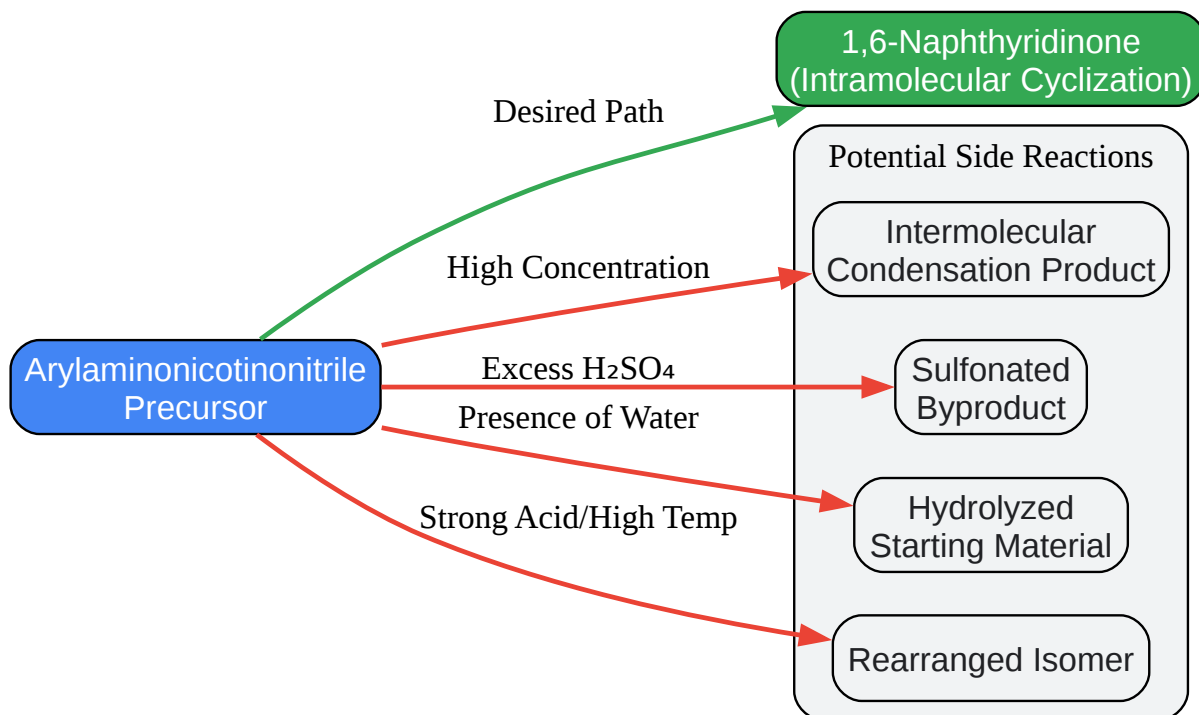 1,6-Naphthyridinone
(Intramolecular Cyclization)
Desired Path
Potential Side Reactions
Intermolecular
Condensation Product
High Concentration
Arylaminonicotinonitrile
Precursor
Excess H₂SO₄
Sulfonated
Byproduct
Presence of Water
Hydrolyzed
Starting Material
Strong Acid/High Temp
Rearranged Isomer